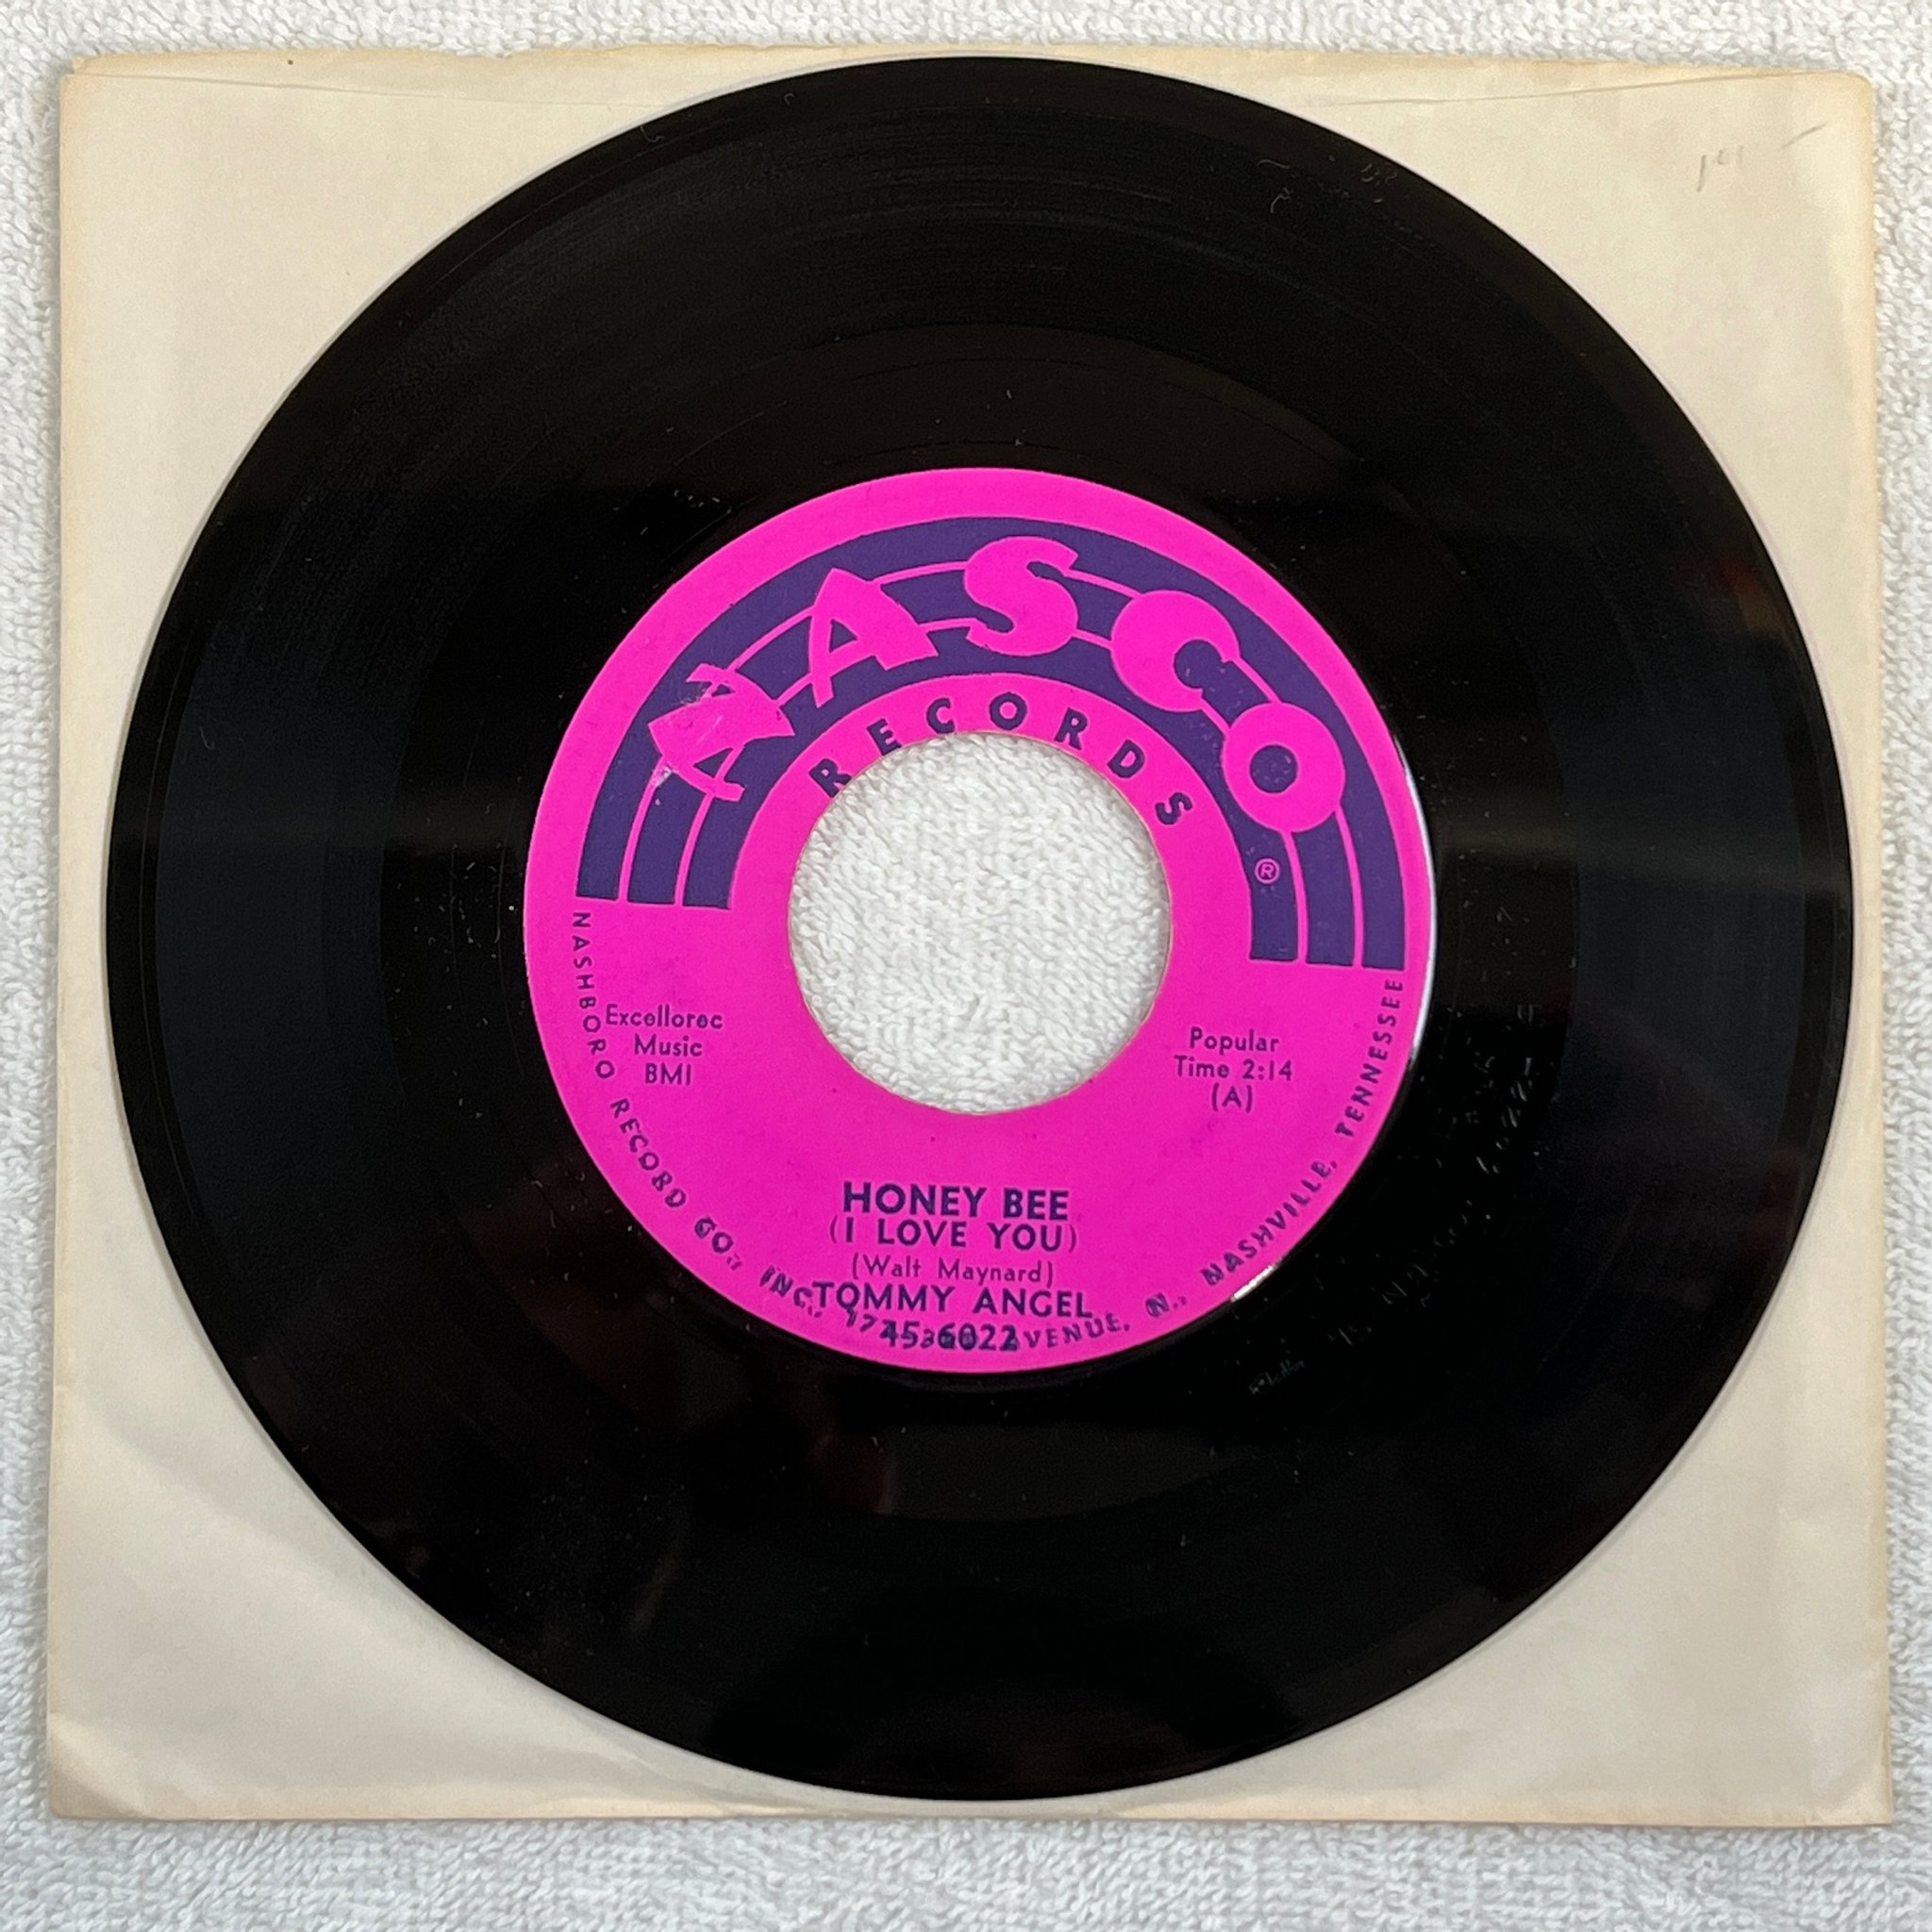 NASCO
RECORDS
®
Excellorec
Music
BMI
Popular
Time 2:14
(A)
HONEY BEE
(I LOVE YOU)
(Walt Maynard)
TOMMY ANGEL
45-6022
NASHBORO RECORD CO., INC., AVENUE, N., NASHVILLE, TENNESSEE